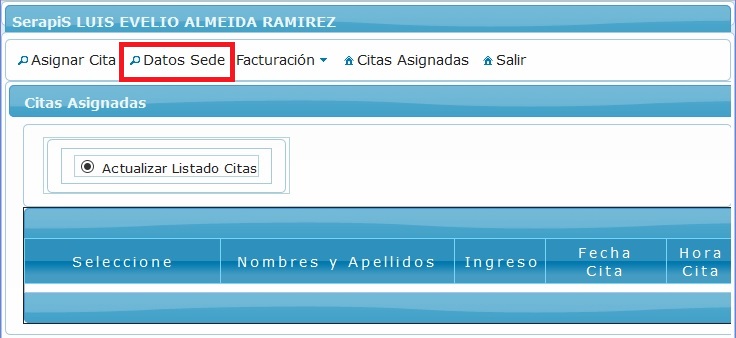 SerapiS LUIS EVELIO ALMEIDA RAMIREZ
Asignar Cita Datos Sede Facturación Citas Asignadas Salir
Citas Asignadas
Actualizar Listado Citas
Seleccione Nombres y Apellidos Ingreso Fecha Cita Hora Cita